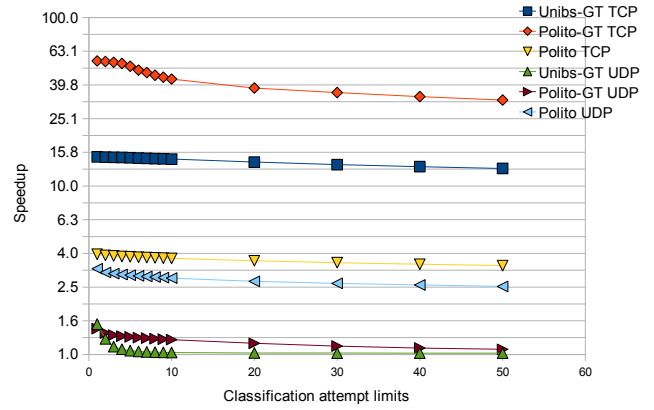 100.0
63.1
39.8
25.1
15.8
10.0
6.3
4.0
2.5
1.6
1.0
0 10 20 30 40 50 60
Speedup
Classification attempt limits
Unibs-GT TCP
Polito-GT TCP
Polito TCP
Unibs-GT UDP
Polito-GT UDP
Polito UDP